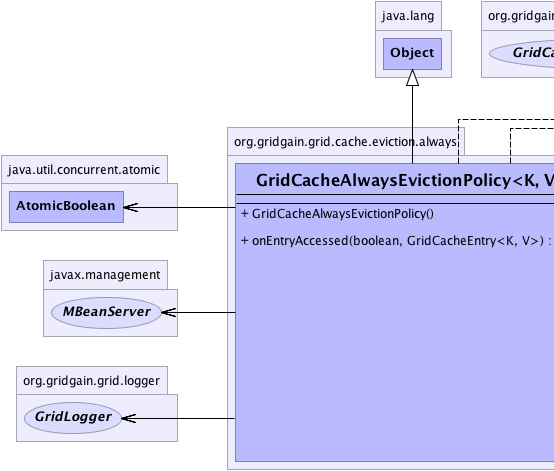 java.lang
org.gridgain
Object
GridCa
org.gridgain.grid.cache.eviction.always
java.util.concurrent.atomic
AtomicBoolean
GridCacheAlwaysEvictionPolicy<K, V
+ GridCacheAlwaysEvictionPolicy()
+ onEntryAccessed(boolean, GridCacheEntry<K, V>) :
javax.management
MBeanServer
org.gridgain.grid.logger
GridLogger